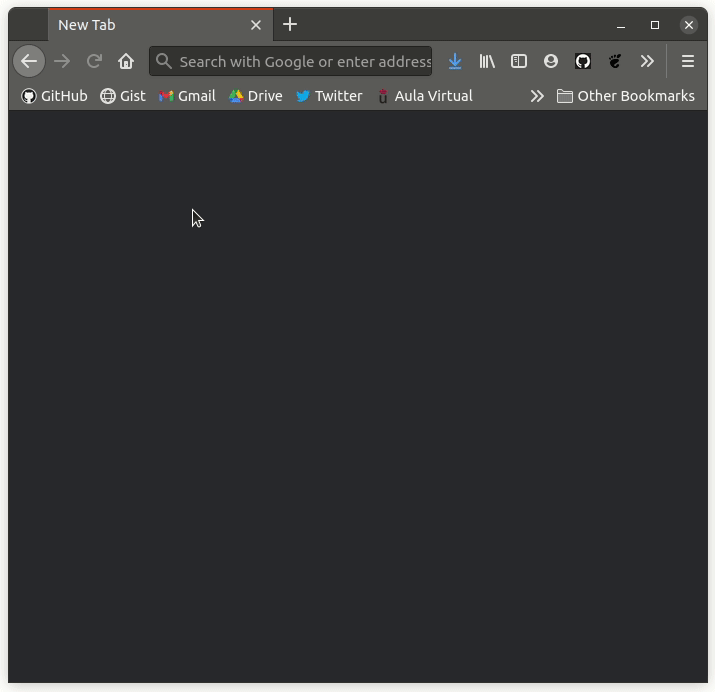 New Tab
Search with Google or enter address
GitHub Gist Gmail Drive Twitter Aula Virtual Other Bookmarks